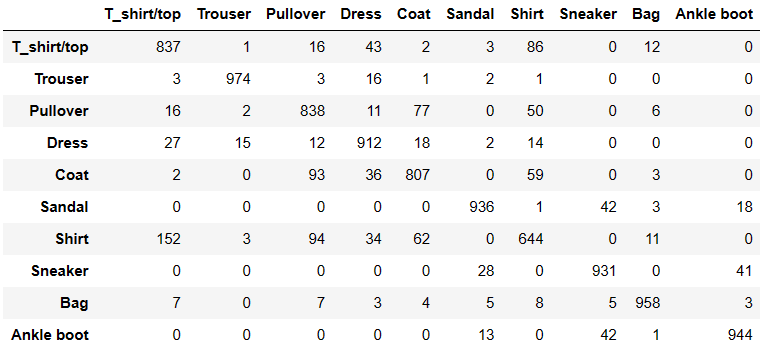 T_shirt/top Trouser Pullover Dress Coat Sandal Shirt Sneaker Bag Ankle boot
T_shirt/top 837 1 16 43 2 3 86 0 12 0
Trouser 3 974 3 16 1 2 1 0 0 0
Pullover 16 2 838 11 77 0 50 0 6 0
Dress 27 15 12 912 18 2 14 0 0 0
Coat 2 0 93 36 807 0 59 0 3 0
Sandal 0 0 0 0 0 936 1 42 3 18
Shirt 152 3 94 34 62 0 644 0 11 0
Sneaker 0 0 0 0 0 28 0 931 0 41
Bag 7 0 7 3 4 5 8 5 958 3
Ankle boot 0 0 0 0 0 13 0 42 1 944